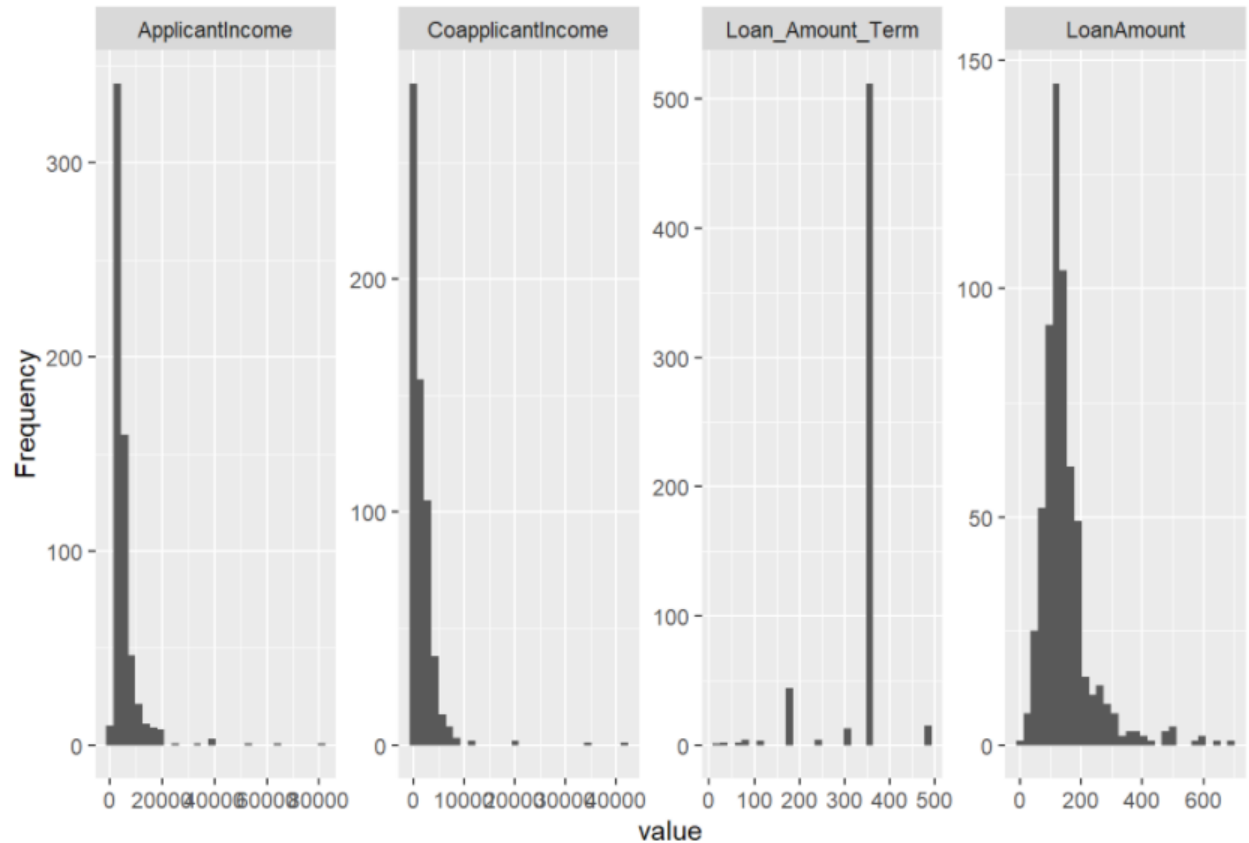 ApplicantIncome
CoapplicantIncome
Loan_Amount_Term
LoanAmount
Frequency
300
200
100
0
200
100
0
500
400
300
200
100
0
150
100
50
0
0 20000 40000 60000 80000
0 10000 20000 30000 40000
0 100 200 300 400 500
0 200 400 600
value